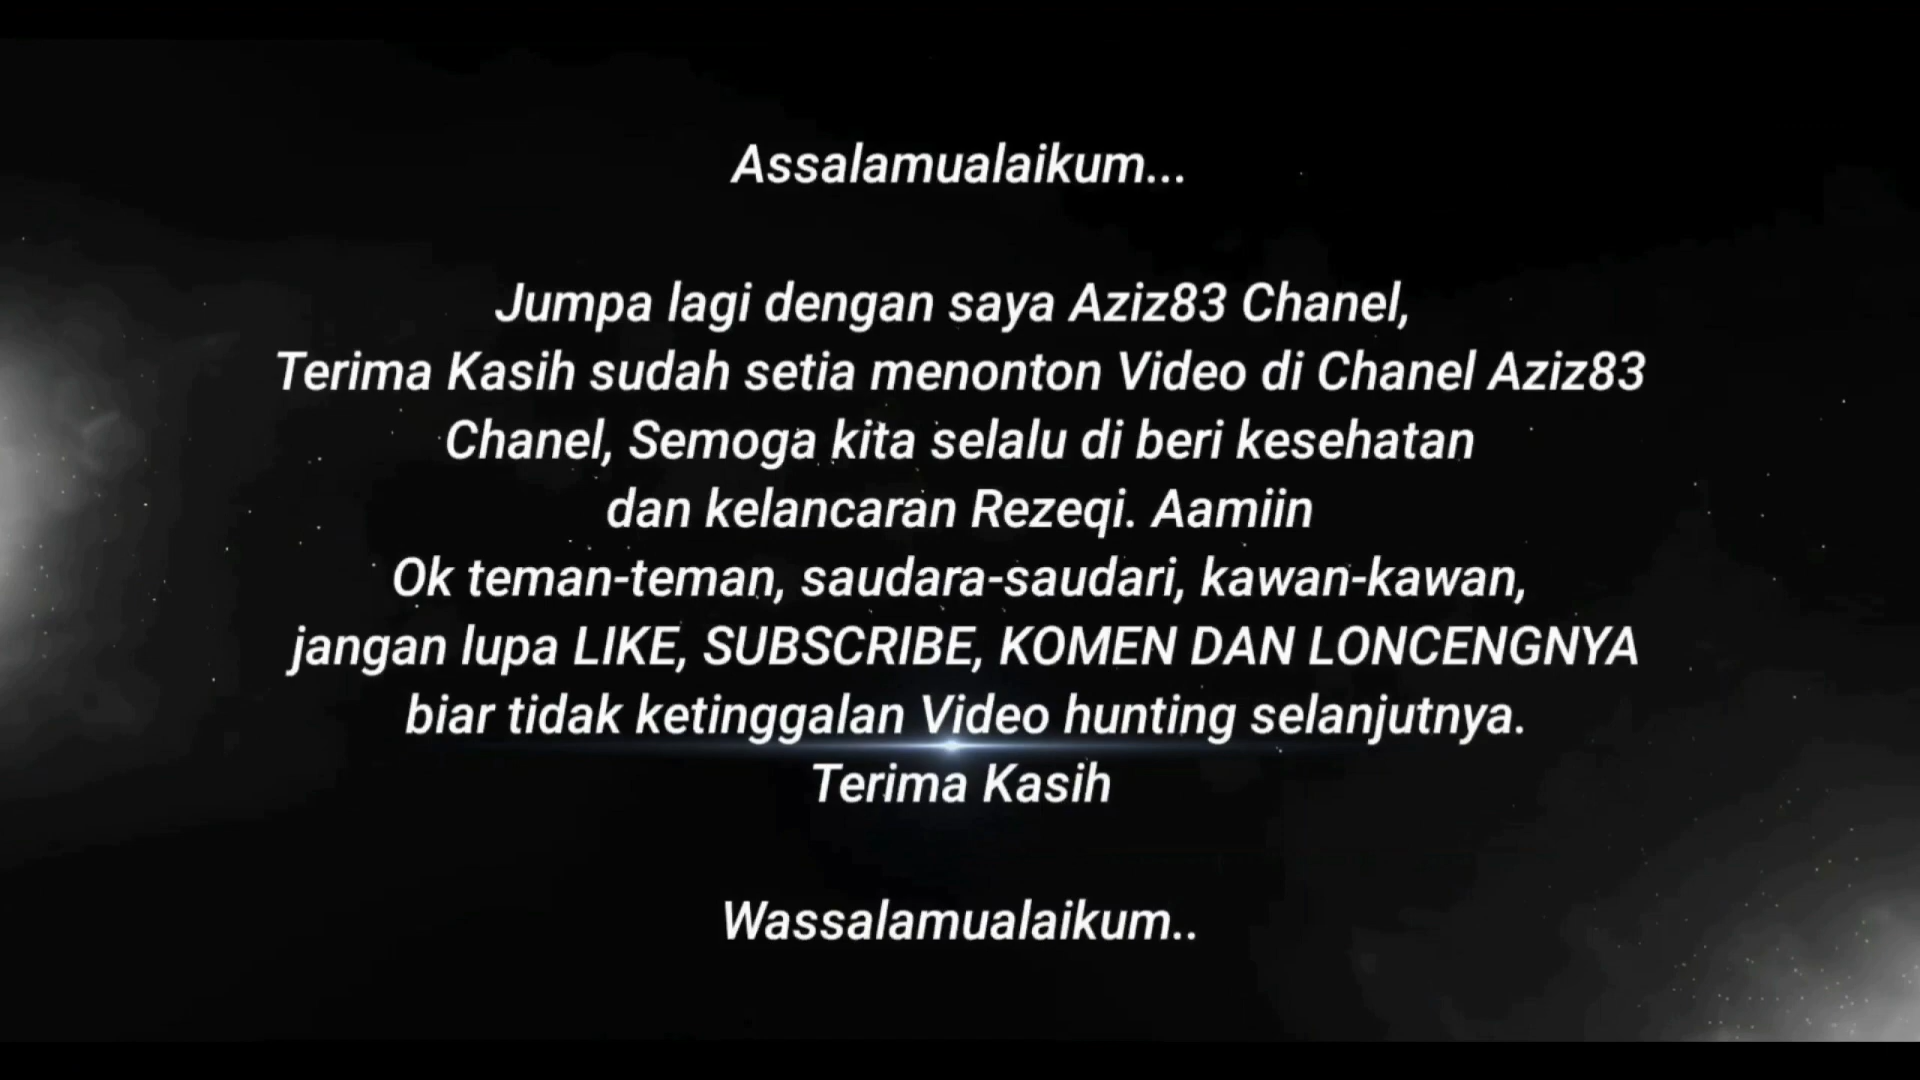 Assalamualaikum...
Jumpa lagi dengan saya Aziz83 Chanel,
Terima Kasih sudah setia menonton Video di Chanel Aziz83
Chanel, Semoga kita selalu di beri kesehatan
dan kelancaran Rezeqi. Aamiin
Ok teman-teman, saudara-saudari, kawan-kawan,
jangan lupa LIKE, SUBSCRIBE, KOMEN DAN LONCENGNYA
biar tidak ketinggalan Video hunting selanjutnya.
Terima Kasih
Wassalamualaikum..